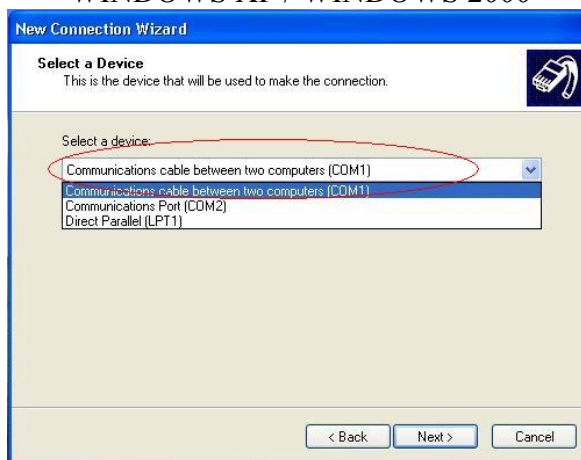 WINDOWS XP / WINDOWS 2000
New Connection Wizard
Select a Device
This is the device that will be used to make the connection.
Select a device:
Communications cable between two computers (COM1)
Communications cable between two computers (COM1)
Communications Port (COM2)
Direct Parallel (LPT1)
< Back Next > Cancel